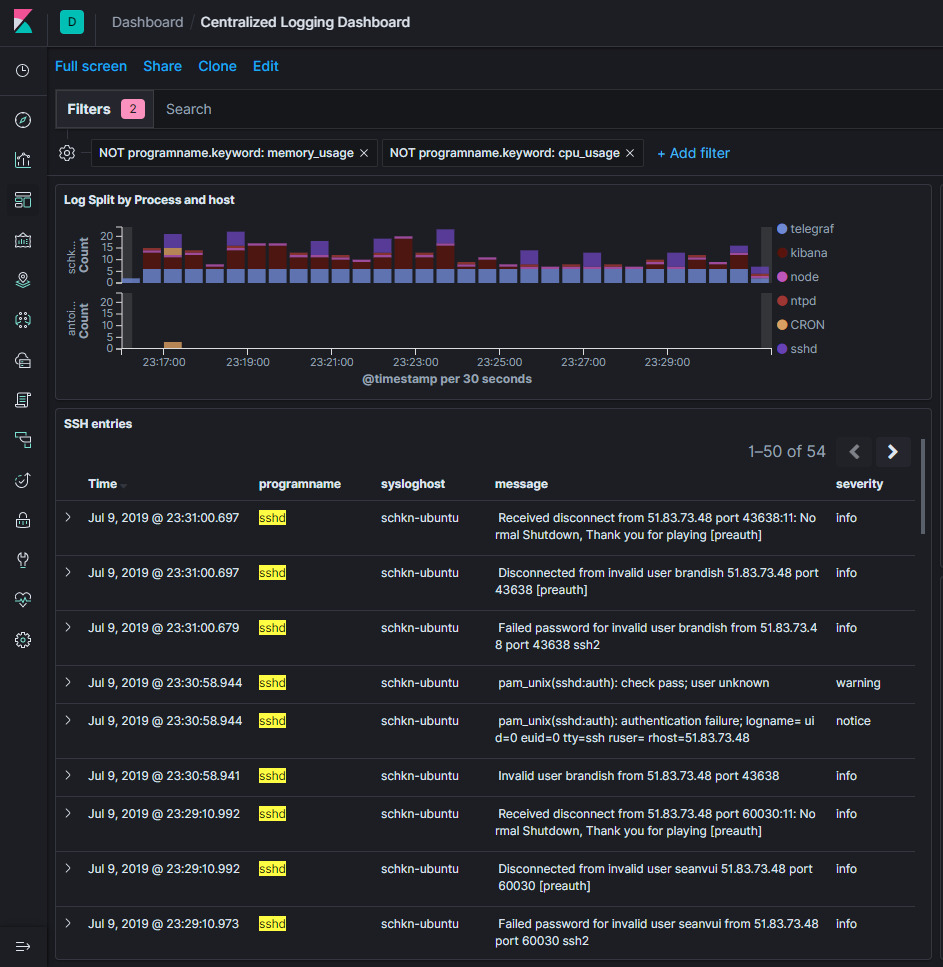 D Dashboard / Centralized Logging Dashboard
Full screen Share Clone Edit
Filters 2 Search
NOT programname.keyword: memory_usage × NOT programname.keyword: cpu_usage × + Add filter
Log Split by Process and host
schk...
Count
20
15
10
5
0
antoi...
Count
20
15
10
5
0
23:17:00 23:19:00 23:21:00 23:23:00 23:25:00 23:27:00 23:29:00
@timestamp per 30 seconds
telegraf
kibana
node
ntpd
CRON
sshd
SSH entries
1–50 of 54
Time programname sysloghost message severity
Jul 9, 2019 @ 23:31:00.697 sshd schkn-ubuntu Received disconnect from 51.83.73.48 port 43638:11: No info
rmal Shutdown, Thank you for playing [preauth]
Jul 9, 2019 @ 23:31:00.697 sshd schkn-ubuntu Disconnected from invalid user brandish 51.83.73.48 port info
43638 [preauth]
Jul 9, 2019 @ 23:31:00.679 sshd schkn-ubuntu Failed password for invalid user brandish from 51.83.73.4 info
8 port 43638 ssh2
Jul 9, 2019 @ 23:30:58.944 sshd schkn-ubuntu pam_unix(sshd:auth): check pass; user unknown warning
Jul 9, 2019 @ 23:30:58.944 sshd schkn-ubuntu pam_unix(sshd:auth): authentication failure; logname= ui notice
d=0 euid=0 tty=ssh ruser= rhost=51.83.73.48
Jul 9, 2019 @ 23:30:58.941 sshd schkn-ubuntu Invalid user brandish from 51.83.73.48 port 43638 info
Jul 9, 2019 @ 23:29:10.992 sshd schkn-ubuntu Received disconnect from 51.83.73.48 port 60030:11: No info
rmal Shutdown, Thank you for playing [preauth]
Jul 9, 2019 @ 23:29:10.992 sshd schkn-ubuntu Disconnected from invalid user seanvui 51.83.73.48 port info
60030 [preauth]
Jul 9, 2019 @ 23:29:10.973 sshd schkn-ubuntu Failed password for invalid user seanvui from 51.83.73.48 info
port 60030 ssh2